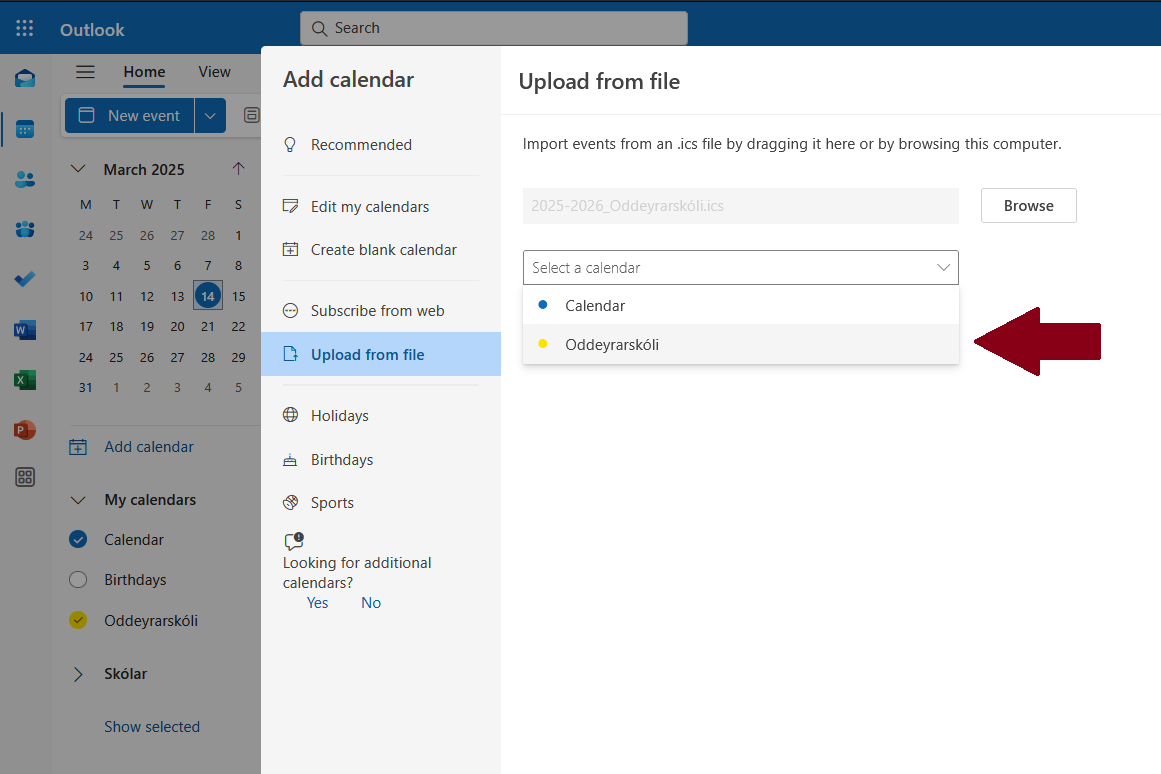 Outlook
Search
Home
View
New event
March 2025
M T W T F S
24 25 26 27 28 1
3 4 5 6 7 8
10 11 12 13 14 15
17 18 19 20 21 22
24 25 26 27 28 29
31 1 2 3 4 5
Add calendar
My calendars
Calendar
Birthdays
Oddeyrarskóli
Skólar
Show selected
Add calendar
Recommended
Edit my calendars
Create blank calendar
Subscribe from web
Upload from file
Holidays
Birthdays
Sports
Looking for additional
calendars?
Yes No
Upload from file
Import events from an .ics file by dragging it here or by browsing this computer.
2025-2026_Oddeyrarskóli.ics
Browse
Select a calendar
Calendar
Oddeyrarskóli
W
X
P